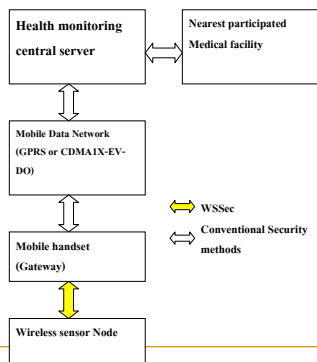 Health monitoring
central server
Nearest participated
Medical facility
Mobile Data Network
(GPRS or CDMA1X-EV-
DO)
WSSec
Conventional Security
methods
Mobile handset
(Gateway)
Wireless sensor Node